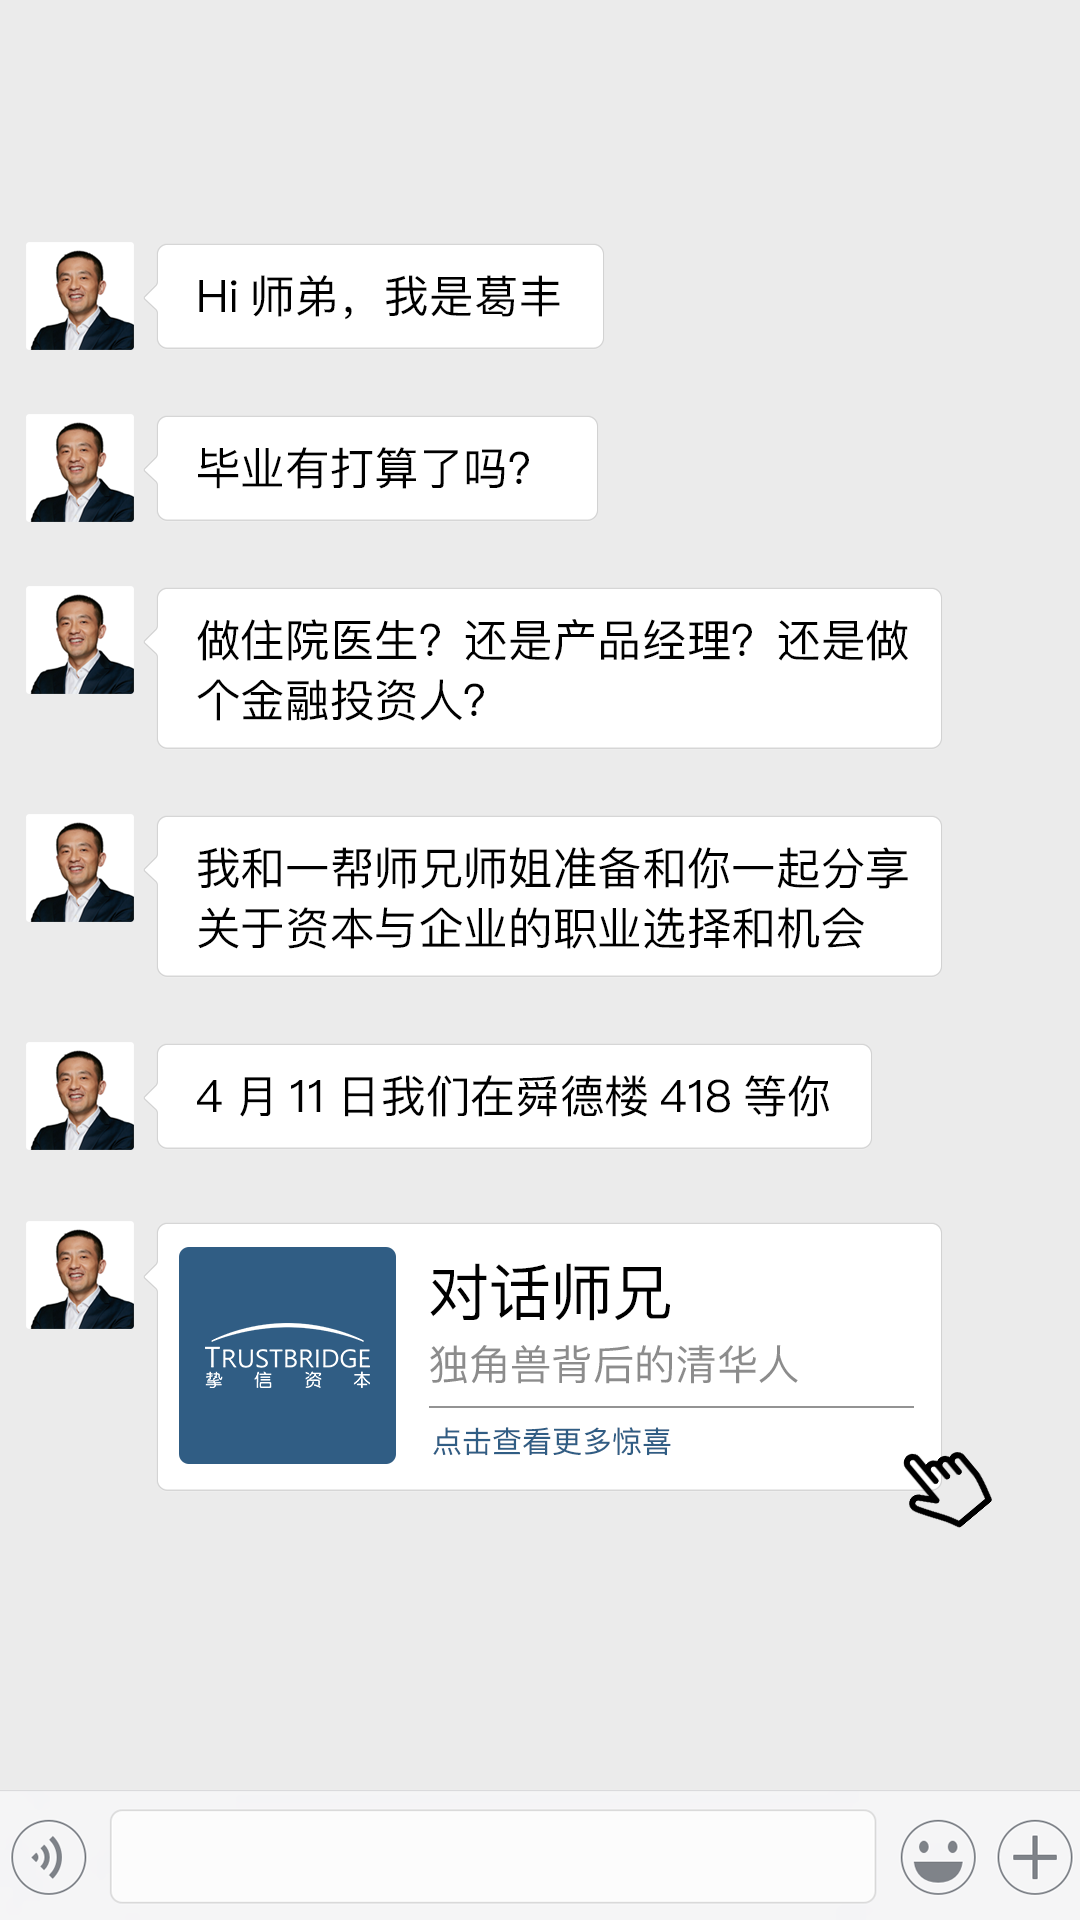 Hi 师弟，我是葛丰
毕业有打算了吗？
做住院医生？还是产品经理？还是做
个金融投资人？
我和一帮师兄师姐准备和你一起分享
关于资本与企业的职业选择和机会
4 月 11 日我们在舜德楼 418 等你
TRUSTBRIDGE
挚信资本
对话师兄
独角兽背后的清华人
点击查看更多惊喜